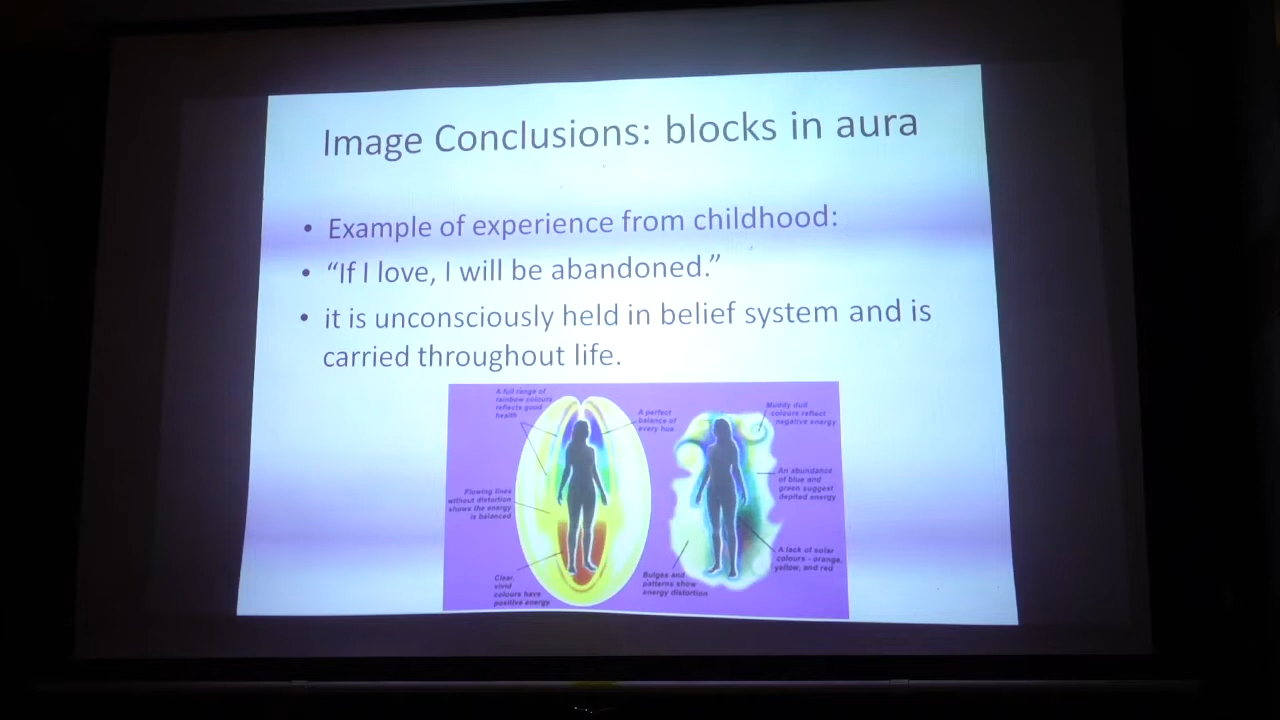 Image Conclusions: blocks in aura
• Example of experience from childhood:
• “If I love, I will be abandoned.”
• it is unconsciously held in belief system and is
carried throughout life.
A full range of
rainbow colours
reflects good
health
A perfect
balance of
every hue
Flowing lines
without distortion
shows the energy
is balanced
Clear,
vivid
colours have
positive energy
Muddy dull
colours reflect
negative energy
An abundance
of blue and
green suggest
depleted energy
A lack of solar
colours - orange,
yellow, and red
Bulges and
patterns show
energy distortion